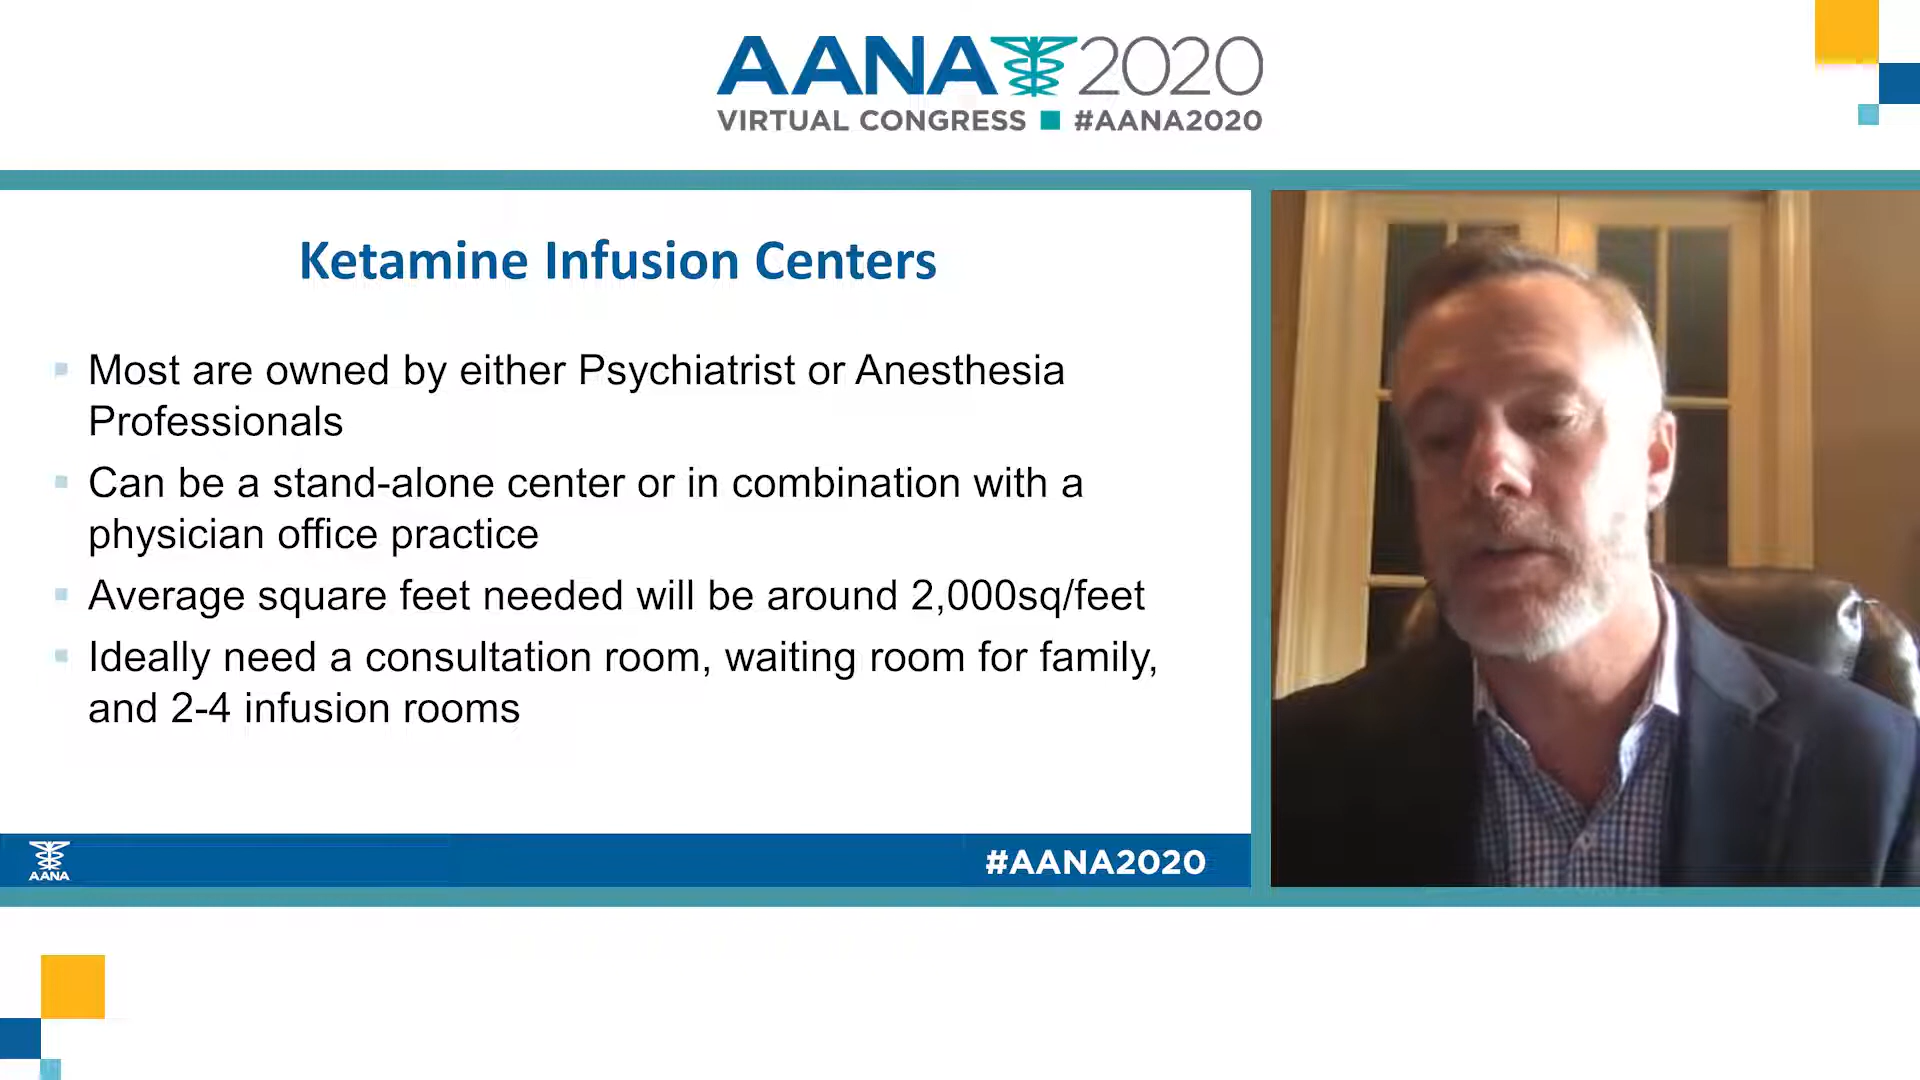 AANA 2020
VIRTUAL CONGRESS #AANA2020
Ketamine Infusion Centers
Most are owned by either Psychiatrist or Anesthesia
Professionals
Can be a stand-alone center or in combination with a
physician office practice
Average square feet needed will be around 2,000sq/feet
Ideally need a consultation room, waiting room for family,
and 2-4 infusion rooms
AANA
#AANA2020